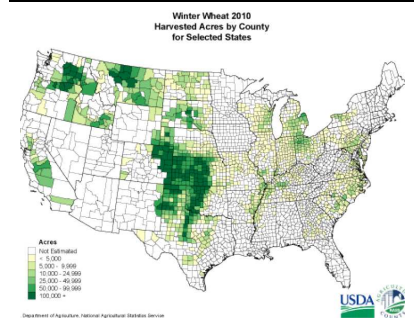 Winter Wheat 2010
Harvested Acres by County
for Selected States
Acres
Not Estimated
< 5,000
5,000 - 9,999
10,000 - 24,999
25,000 - 49,999
50,000 - 99,999
100,000 +
USDA
Department of Agriculture, National Agricultural Statistics Service